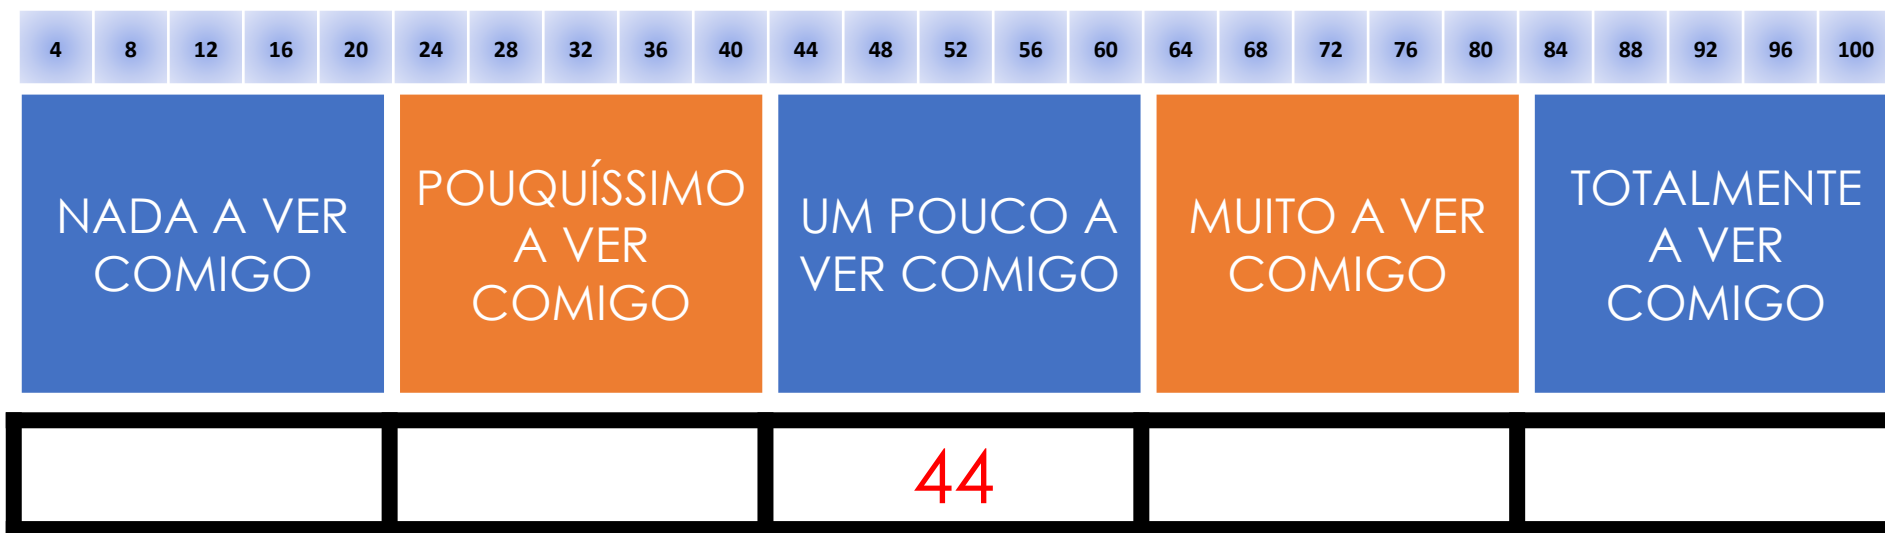 4 8 12 16 20 24 28 32 36 40 44 48 52 56 60 64 68 72 76 80 84 88 92 96 100
NADA A VER
COMIGO
POUQUÍSSIMO
A VER
COMIGO
UM POUCO A
VER COMIGO
MUITO A VER
COMIGO
TOTALMENTE
A VER
COMIGO
44